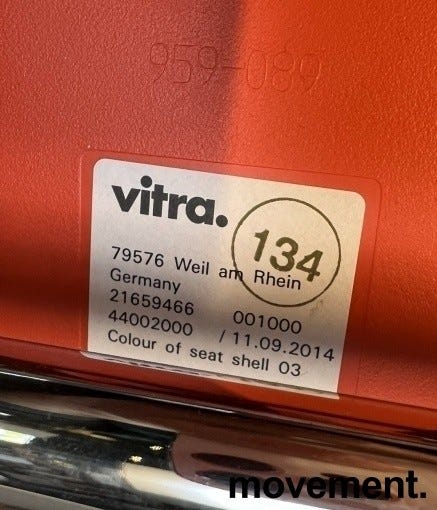 959-089
vitra.
134
79576 Weil am Rhein
Germany
21659466 001000
44002000 / 11.09.2014
Colour of seat shell 03
movement.